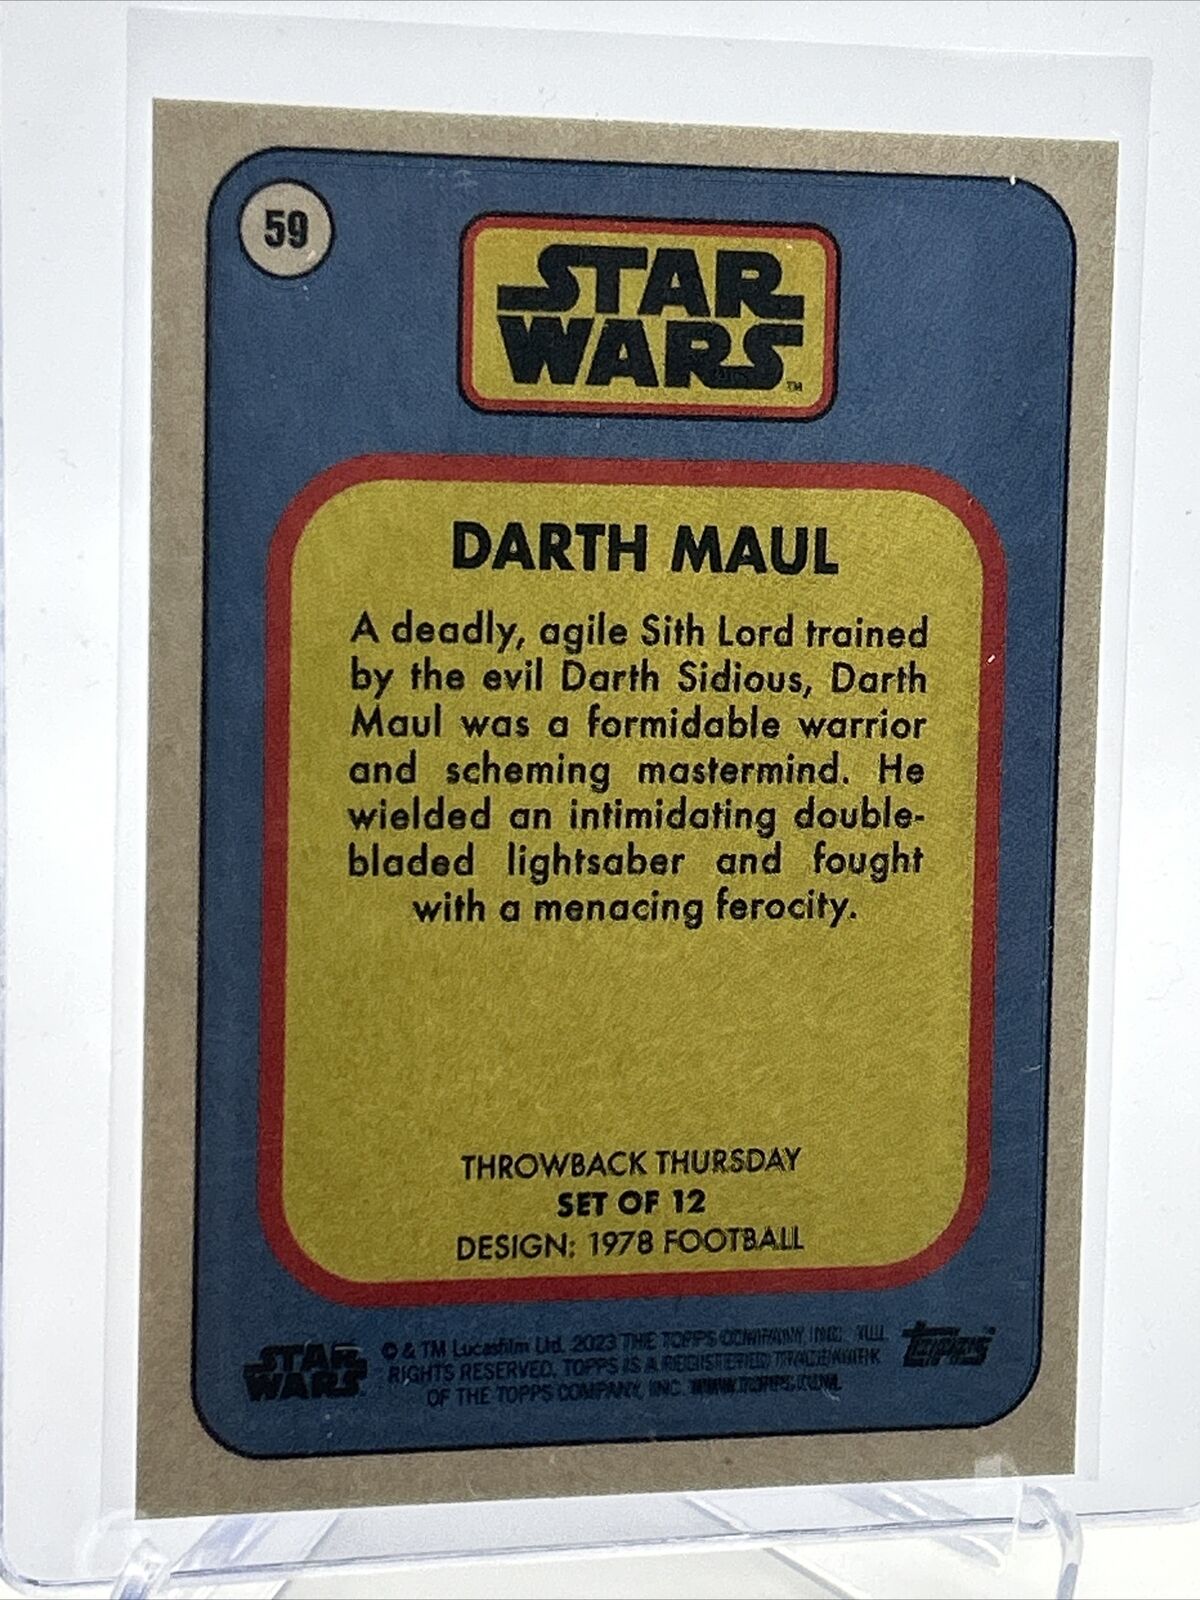 59
STAR
WARS
TM
DARTH MAUL
A deadly, agile Sith Lord trained
by the evil Darth Sidious, Darth
Maul was a formidable warrior
and scheming mastermind. He
wielded an intimidating double-
bladed lightsaber and fought
with a menacing ferocity.
THROWBACK THURSDAY
SET OF 12
DESIGN: 1978 FOOTBALL
STAR
WARS
© & TM Lucasfilm Ltd. 2023 THE TOPPS COMPANY, INC. ALL
RIGHTS RESERVED. TOPPS IS A REGISTERED TRADEMARK
OF THE TOPPS COMPANY, INC. WWW.TOPPS.COM
Topps